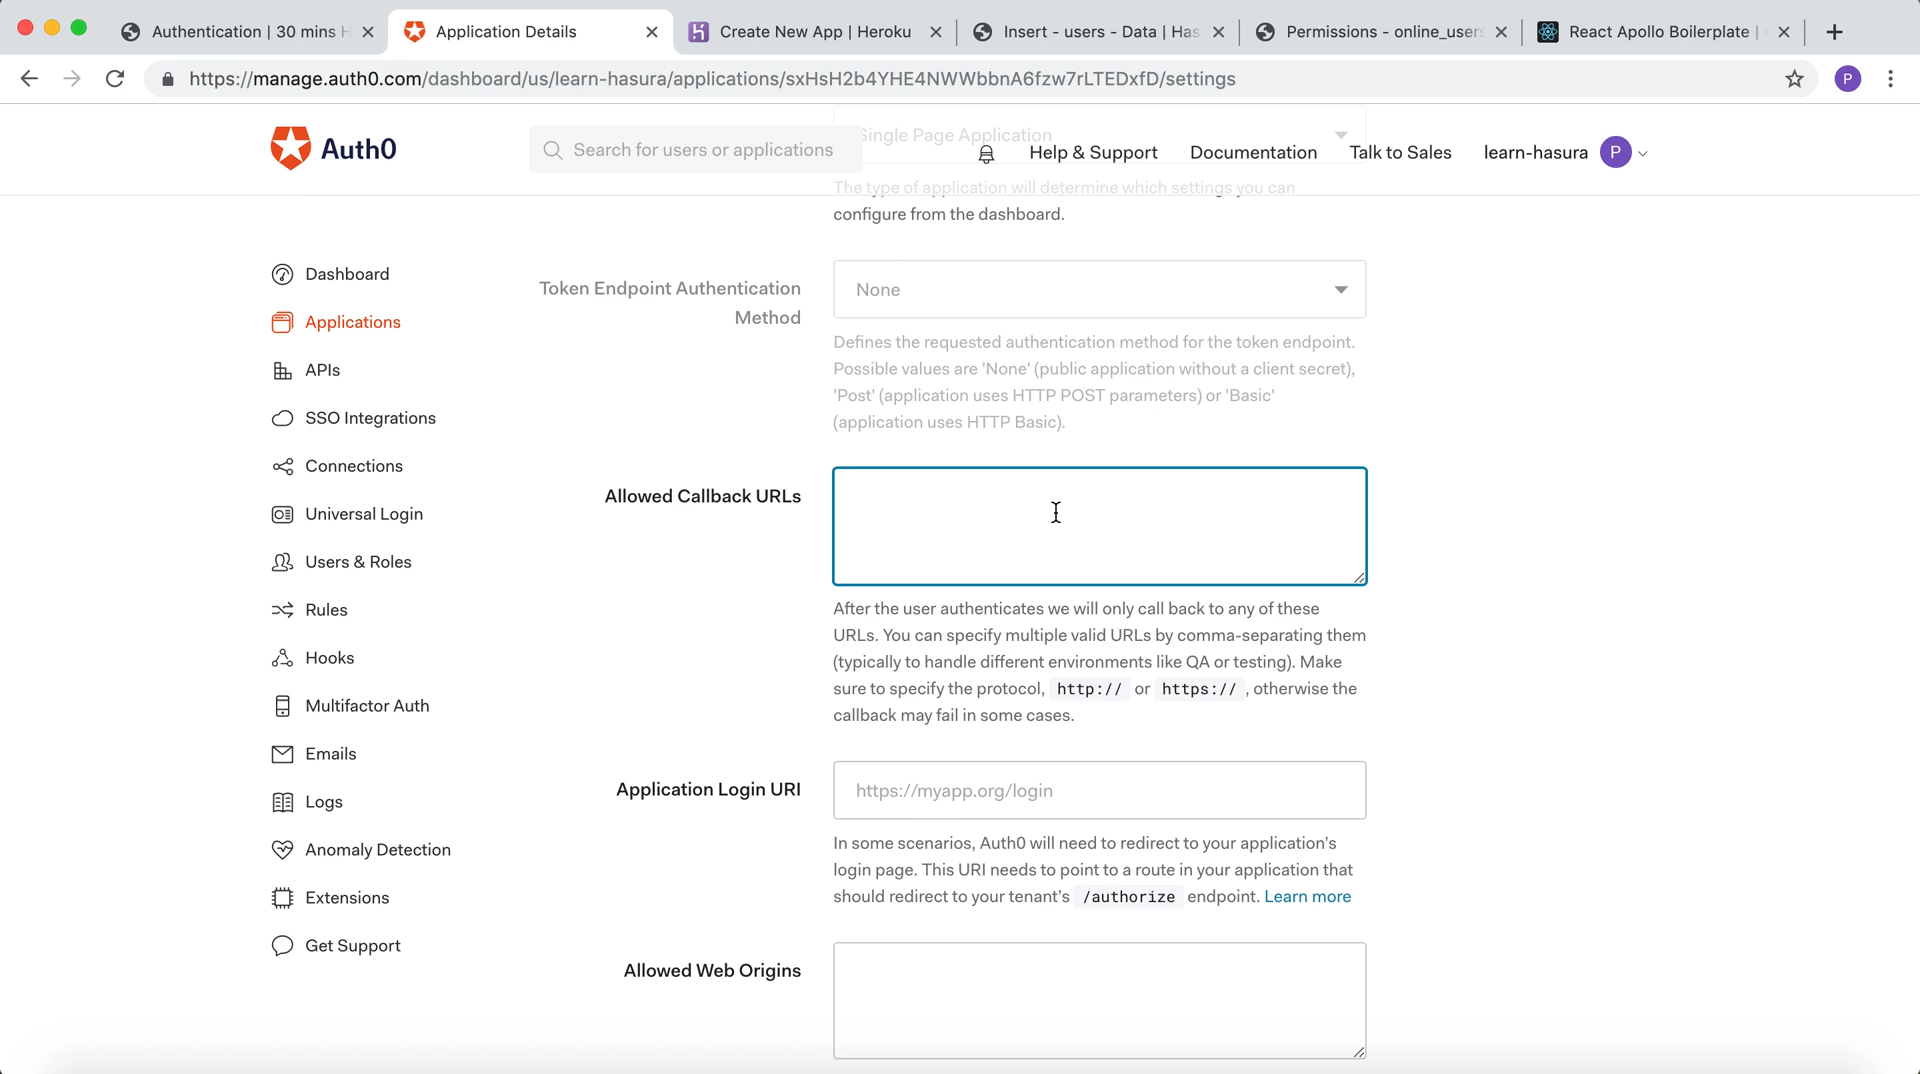 Authentication | 30 mins H
Application Details
Create New App | Heroku
Insert - users - Data | Has
Permissions - online_users
React Apollo Boilerplate |
https://manage.auth0.com/dashboard/us/learn-hasura/applications/sxHsH2b4YHE4NWWbbnA6fzw7rLTEDxfD/settings
P
Auth0
Search for users or applications
Single Page Application
Help & Support
Documentation
Talk to Sales
learn-hasura
P
The type of application will determine which settings you can
configure from the dashboard.
Dashboard
Applications
APIs
SSO Integrations
Connections
Universal Login
Users & Roles
Rules
Hooks
Multifactor Auth
Emails
Logs
Anomaly Detection
Extensions
Get Support
Token Endpoint Authentication
Method
None
Defines the requested authentication method for the token endpoint.
Possible values are 'None' (public application without a client secret),
'Post' (application uses HTTP POST parameters) or 'Basic'
(application uses HTTP Basic).
Allowed Callback URLs
After the user authenticates we will only call back to any of these
URLs. You can specify multiple valid URLs by comma-separating them
(typically to handle different environments like QA or testing). Make
sure to specify the protocol, http:// or https:// , otherwise the
callback may fail in some cases.
Application Login URI
https://myapp.org/login
In some scenarios, Auth0 will need to redirect to your application's
login page. This URI needs to point to a route in your application that
should redirect to your tenant's /authorize endpoint. Learn more
Allowed Web Origins